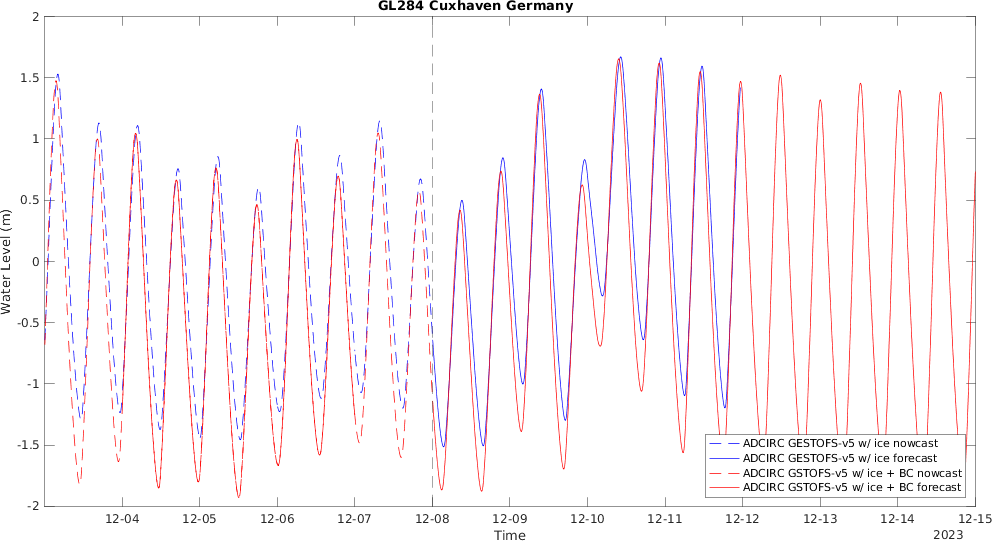 GL284 Cuxhaven Germany
2
1.5
1
0.5
0
-0.5
-1
-1.5
-2
Water Level (m)
ADCIRC GESTOFS-v5 w/ ice nowcast
ADCIRC GESTOFS-v5 w/ ice forecast
ADCIRC GSTOFS-v5 w/ ice + BC nowcast
ADCIRC GSTOFS-v5 w/ ice + BC forecast
12-04 12-05 12-06 12-07 12-08 12-09 12-10 12-11 12-12 12-13 12-14 12-15
Time
2023